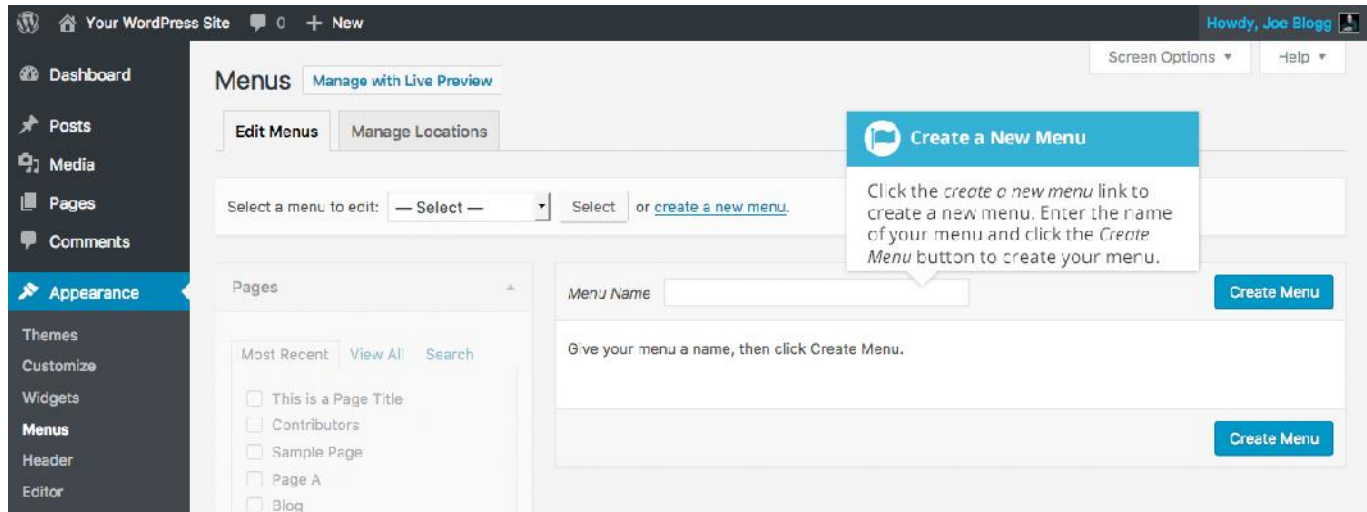 Your WordPress Site 0 + New Howdy, Joe Blogg
Screen Options Help
Dashboard
Posts
Media
Pages
Comments
Appearance
Themes
Customize
Widgets
Menus
Header
Editor
Menus Manage with Live Preview
Edit Menus Manage Locations
Select a menu to edit: — Select — Select or create a new menu.
Create a New Menu
Click the create a new menu link to
create a new menu. Enter the name
of your menu and click the Create
Menu button to create your menu.
Pages
Most Recent View All Search
This is a Page Title
Contributors
Sample Page
Page A
Blog
Menu Name Create Menu
Give your menu a name, then click Create Menu.
Create Menu